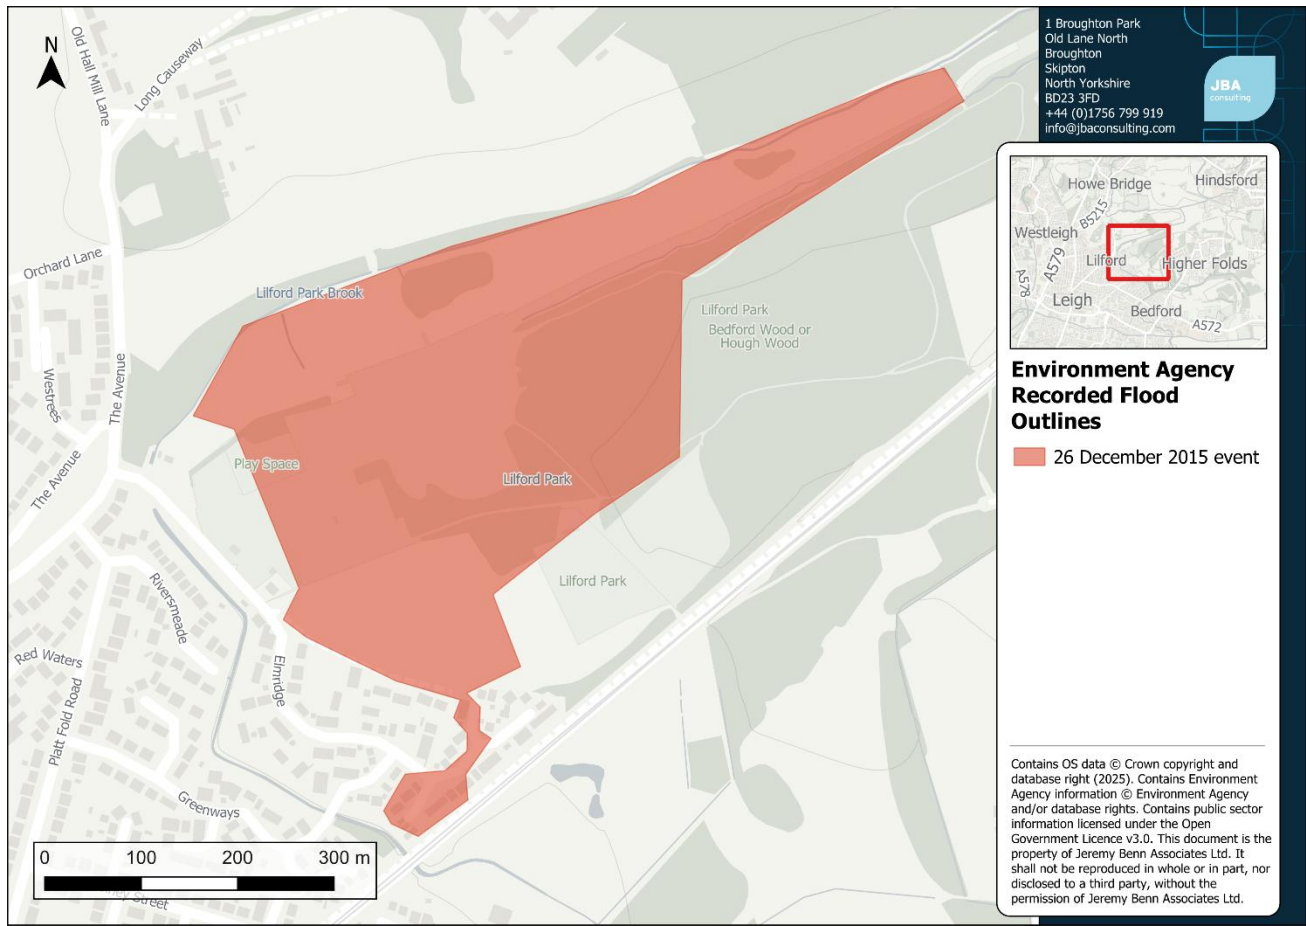 N
Old Hall Mill Lane
Long Causeway
Orchard Lane
Lilford Park Brook
Westrees
The Avenue
The Avenue
Play Space
Lilford Park
Lilford Park
Bedford Wood or
Hough Wood
Lilford Park
Riversmeade
Red Waters
Platt Fold Road
Elmridge
Greenways
Street
0 100 200 300 m
1 Broughton Park
Old Lane North
Broughton
Skipton
North Yorkshire
BD23 3FD
+44 (0)1756 799 919
info@jbaconsulting.com
JBA
consulting
Howe Bridge
Hindsford
B5215
Westleigh
A579
Lilford
Higher Folds
A578
Leigh
Bedford
A572
Environment Agency
Recorded Flood
Outlines
26 December 2015 event
Contains OS data © Crown copyright and
database right (2025). Contains Environment
Agency information © Environment Agency
and/or database rights. Contains public sector
information licensed under the Open
Government Licence v3.0. This document is the
property of Jeremy Benn Associates Ltd. It
shall not be reproduced in whole or in part, nor
disclosed to a third party, without the
permission of Jeremy Benn Associates Ltd.